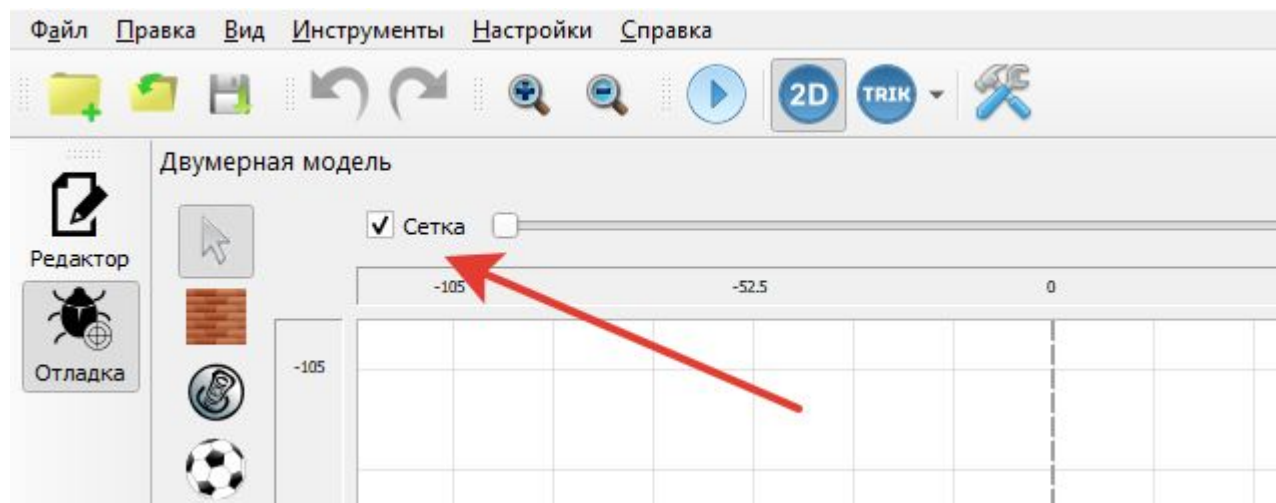 Файл Правка Вид Инструменты Настройки Справка
2D TRIK
Двумерная модель
Редактор
Отладка
Сетка
-105 -52.5 0
-105